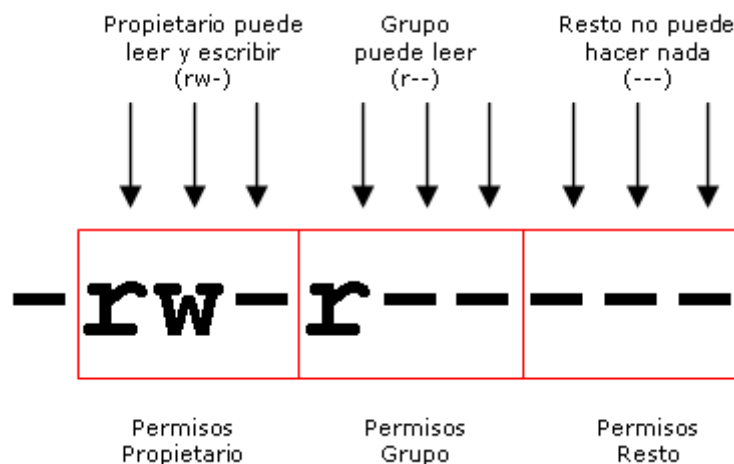 Propietario puede
leer y escribir
(rw-)
Grupo
puede leer
(r--)
Resto no puede
hacer nada
(---)
-rw-r-----
Permisos
Propietario
Permisos
Grupo
Permisos
Resto